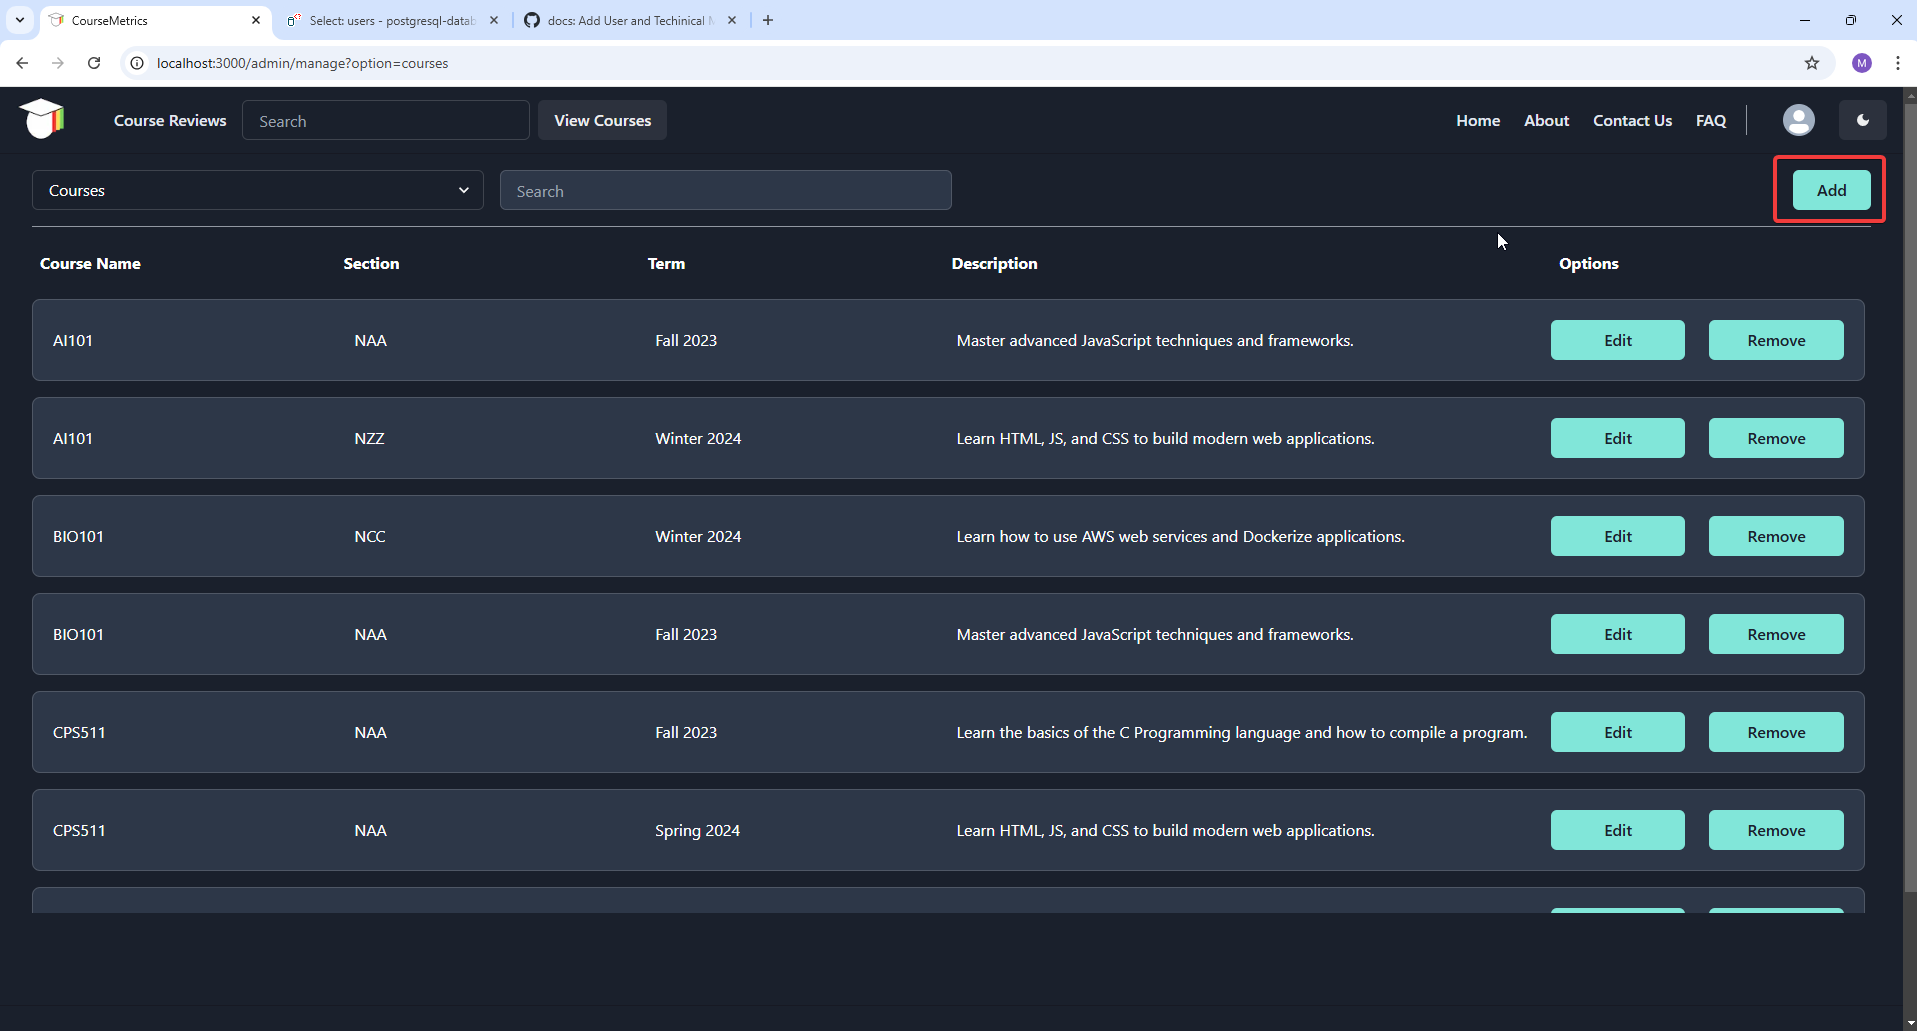 CourseMetrics
Select: users - postgresql-datab
docs: Add User and Techinical
localhost:3000/admin/manage?option=courses
M
Course Reviews
Search
View Courses
Home
About
Contact Us
FAQ
Courses
Search
Add
Course Name
Section
Term
Description
Options
AI101
NAA
Fall 2023
Master advanced JavaScript techniques and frameworks.
Edit
Remove
AI101
NZZ
Winter 2024
Learn HTML, JS, and CSS to build modern web applications.
Edit
Remove
BIO101
NCC
Winter 2024
Learn how to use AWS web services and Dockerize applications.
Edit
Remove
BIO101
NAA
Fall 2023
Master advanced JavaScript techniques and frameworks.
Edit
Remove
CPS511
NAA
Fall 2023
Learn the basics of the C Programming language and how to compile a program.
Edit
Remove
CPS511
NAA
Spring 2024
Learn HTML, JS, and CSS to build modern web applications.
Edit
Remove